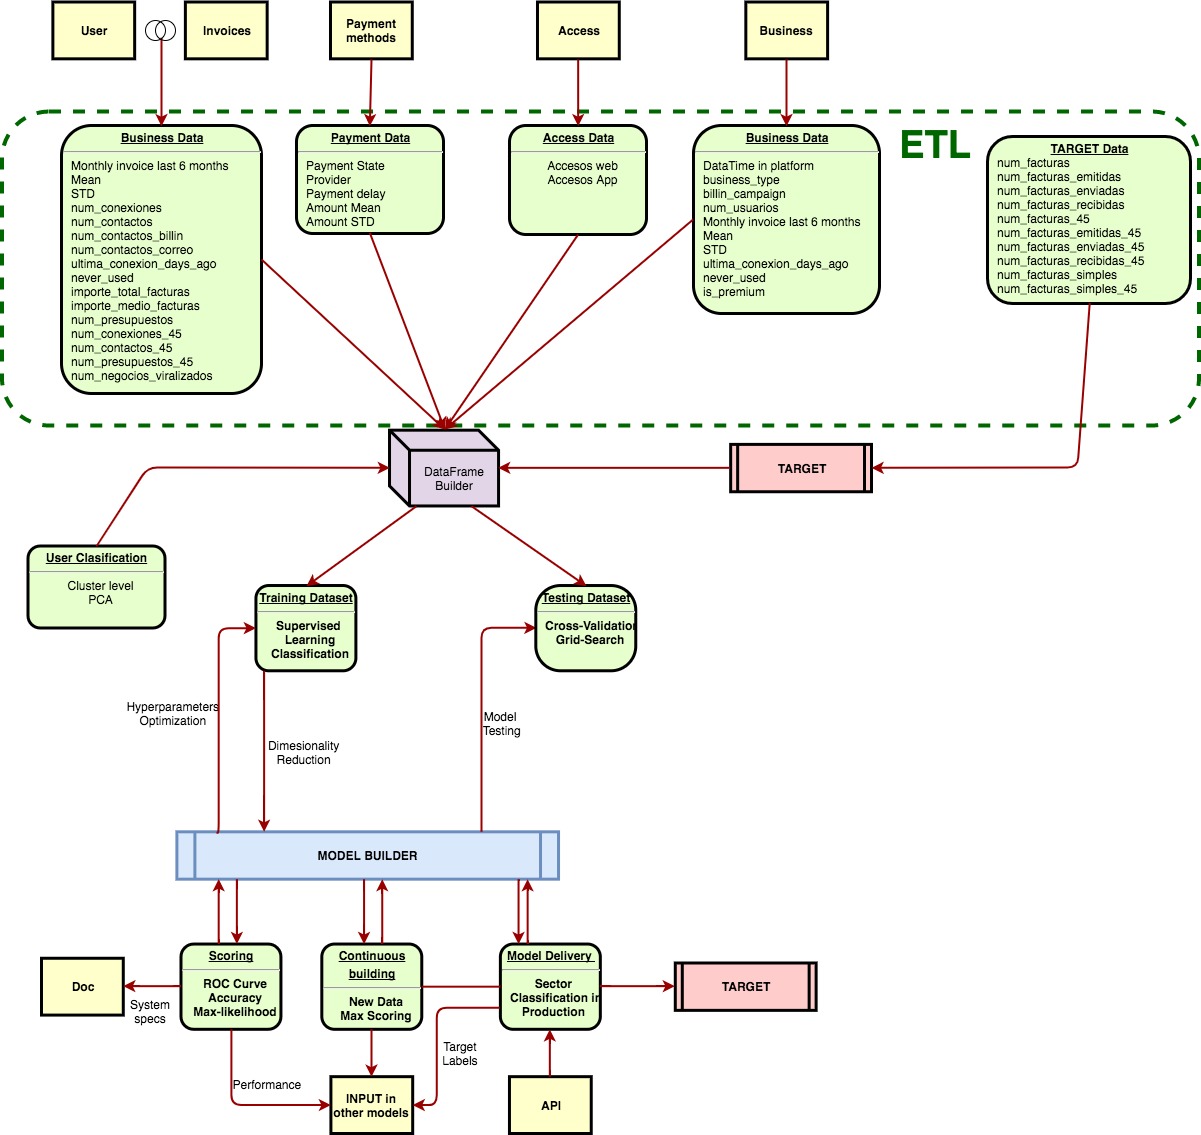 User
Invoices
Payment
methods
Access
Business
ETL
Business Data
Monthly invoice last 6 months
Mean
STD
num_conexiones
num_contactos
num_contactos_billin
num_contactos_correo
ultima_conexion_days_ago
never_used
importe_total_facturas
importe_medio_facturas
num_presupuestos
num_conexiones_45
num_contactos_45
num_presupuestos_45
num_negocios_viralizados
Payment Data
Payment State
Provider
Payment delay
Amount Mean
Amount STD
Access Data
Accesos web
Accesos App
Business Data
DataTime in platform
business_type
billin_campaign
num_usuarios
Monthly invoice last 6 months
Mean
STD
ultima_conexion_days_ago
never_used
is_premium
TARGET Data
num_facturas
num_facturas_emitidas
num_facturas_enviadas
num_facturas_recibidas
num_facturas_45
num_facturas_emitidas_45
num_facturas_enviadas_45
num_facturas_recibidas_45
num_facturas_simples
num_facturas_simples_45
DataFrame
Builder
TARGET
User Clasification
Cluster level
PCA
Training Dataset
Supervised
Learning
Classification
Testing Dataset
Cross-Validation
Grid-Search
Hyperparameters
Optimization
Dimesionality
Reduction
Model
Testing
MODEL BUILDER
Scoring
ROC Curve
Accuracy
Max-likelihood
Continuous
building
New Data
Max Scoring
Model Delivery
Sector
Classification in
Production
Doc
System
specs
TARGET
Target
Labels
Performance
INPUT in
other models
API